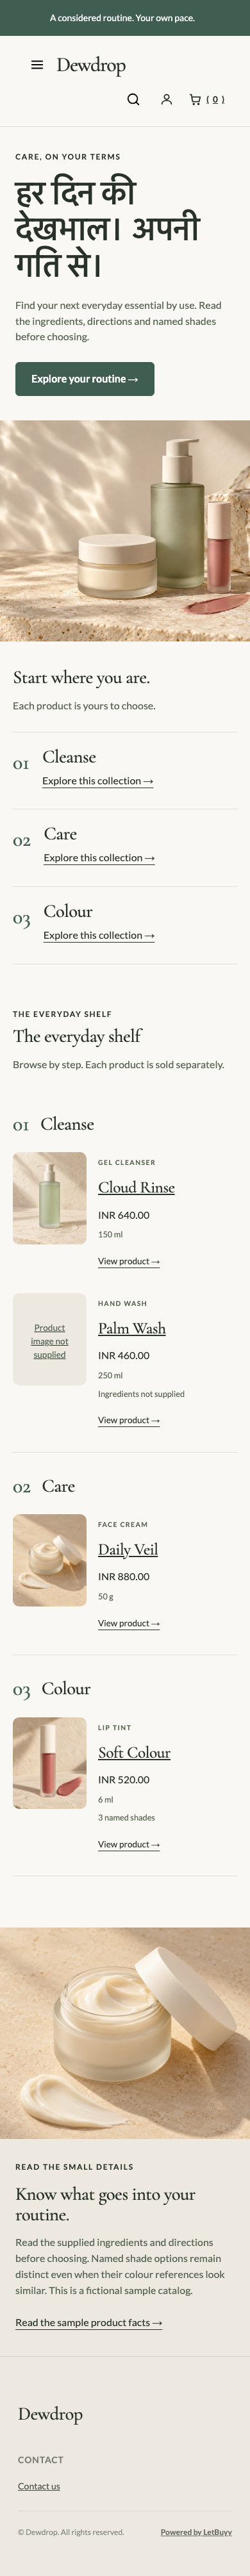 A considered routine. Your own pace.
Dewdrop
( 0 )
CARE, ON YOUR TERMS
हर दिन की
देखभाल। अपनी
गति से।
Find your next everyday essential by use. Read
the ingredients, directions and named shades
before choosing.
Explore your routine →
Start where you are.
Each product is yours to choose.
01 Cleanse
Explore this collection →
02 Care
Explore this collection →
03 Colour
Explore this collection →
THE EVERYDAY SHELF
The everyday shelf
Browse by step. Each product is sold separately.
01 Cleanse
GEL CLEANSER
Cloud Rinse
INR 640.00
150 ml
View product →
Product
image not
supplied
HAND WASH
Palm Wash
INR 460.00
250 ml
Ingredients not supplied
View product →
02 Care
FACE CREAM
Daily Veil
INR 880.00
50 g
View product →
03 Colour
LIP TINT
Soft Colour
INR 520.00
6 ml
3 named shades
View product →
READ THE SMALL DETAILS
Know what goes into your
routine.
Read the supplied ingredients and directions
before choosing. Named shade options remain
distinct even when their colour references look
similar. This is a fictional sample catalog.
Read the sample product facts →
Dewdrop
CONTACT
Contact us
© Dewdrop. All rights reserved.
Powered by LetBuyy